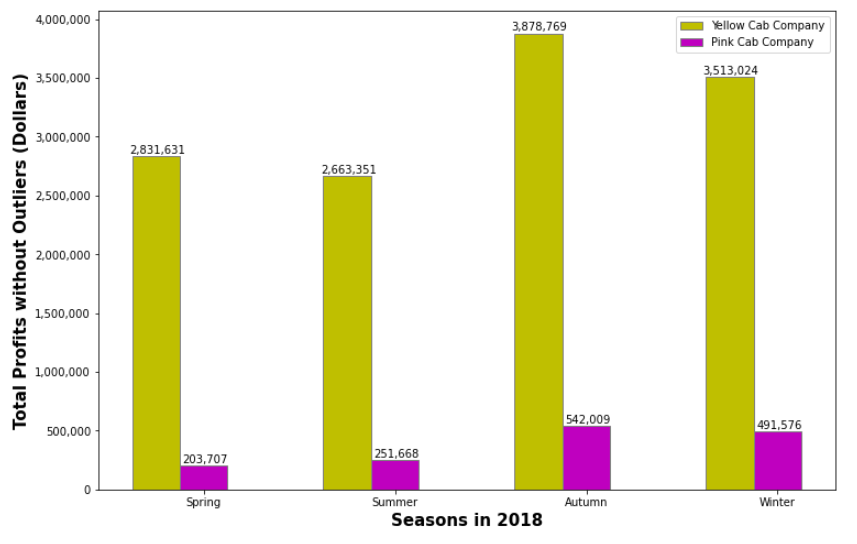 4,000,000
3,500,000
3,000,000
2,500,000
2,000,000
1,500,000
1,000,000
500,000
0
Total Profits without Outliers (Dollars)
Yellow Cab Company
Pink Cab Company
2,831,631
203,707
2,663,351
251,668
3,878,769
542,009
3,513,024
491,576
Spring
Summer
Autumn
Winter
Seasons in 2018